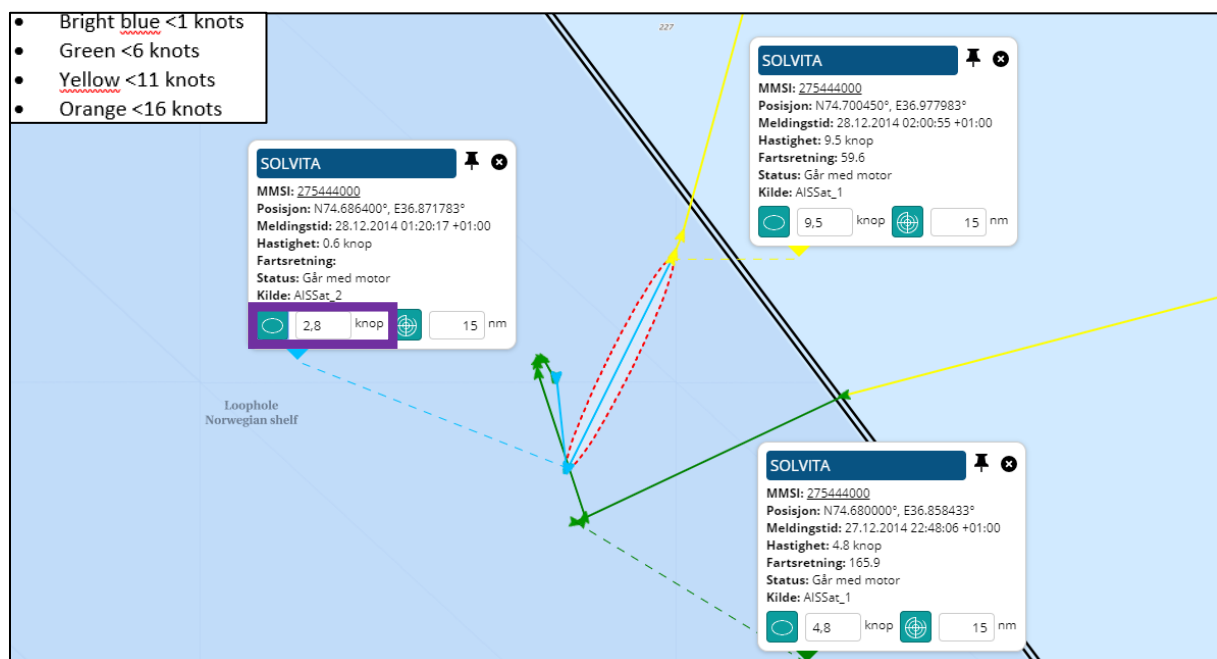 Bright blue <1 knots
Green <6 knots
Yellow <11 knots
Orange <16 knots
227
SOLVITA
MMSI: 275444000
Posisjon: N74.700450°, E36.977983°
Meldingstid: 28.12.2014 02:00:55 +01:00
Hastighet: 9.5 knop
Fartsretning: 59.6
Status: Går med motor
Kilde: AISSat_1
9,5 knop 15 nm
SOLVITA
MMSI: 275444000
Posisjon: N74.686400°, E36.871783°
Meldingstid: 28.12.2014 01:20:17 +01:00
Hastighet: 0.6 knop
Fartsretning:
Status: Går med motor
Kilde: AISSat_2
2,8 knop 15 nm
Loophole
Norwegian shelf
SOLVITA
MMSI: 275444000
Posisjon: N74.680000°, E36.858433°
Meldingstid: 27.12.2014 22:48:06 +01:00
Hastighet: 4.8 knop
Fartsretning: 165.9
Status: Går med motor
Kilde: AISSat_1
4,8 knop 15 nm